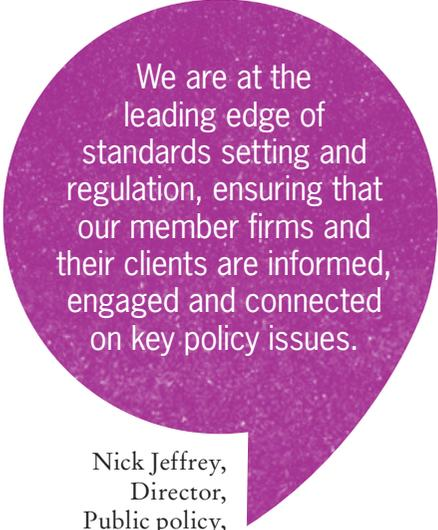 We are at the
leading edge of
standards setting and
regulation, ensuring that
our member firms and
their clients are informed,
engaged and connected
on key policy issues.
Nick Jeffrey,
Director,
Public policy,